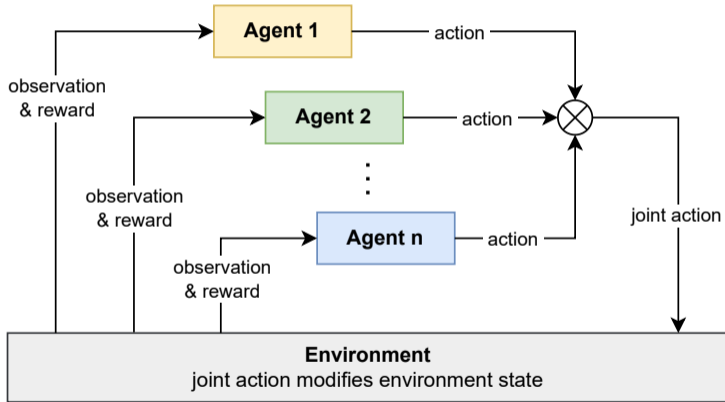 Agent 1
action
observation
& reward
Agent 2
action
observation
& reward
Agent n
action
joint action
observation
& reward
Environment
joint action modifies environment state